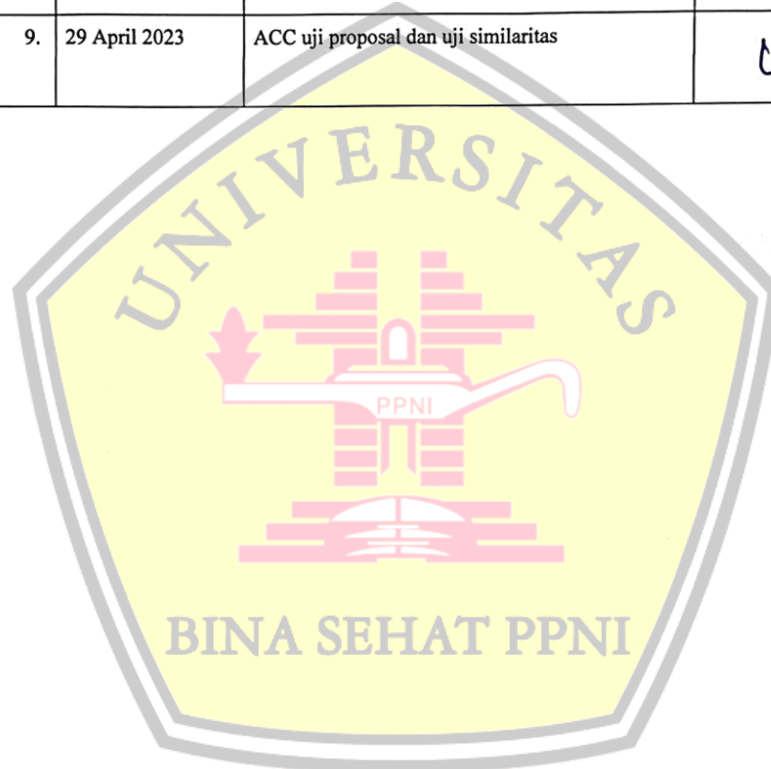 9. 29 April 2023 ACC uji proposal dan uji similaritas
UNIVERSITAS
PPNI
BINA SEHAT PPNI